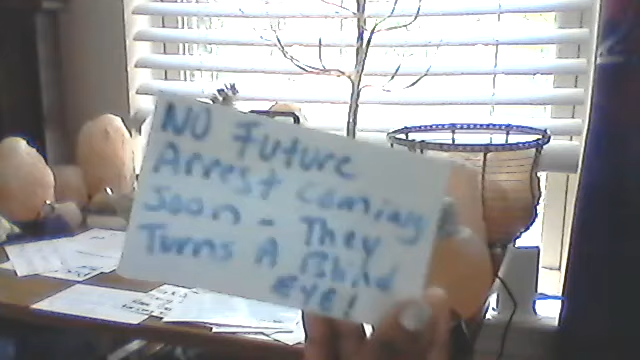 NO Future
Arrest coming
Soon - They
Turns A Blind
EYE!